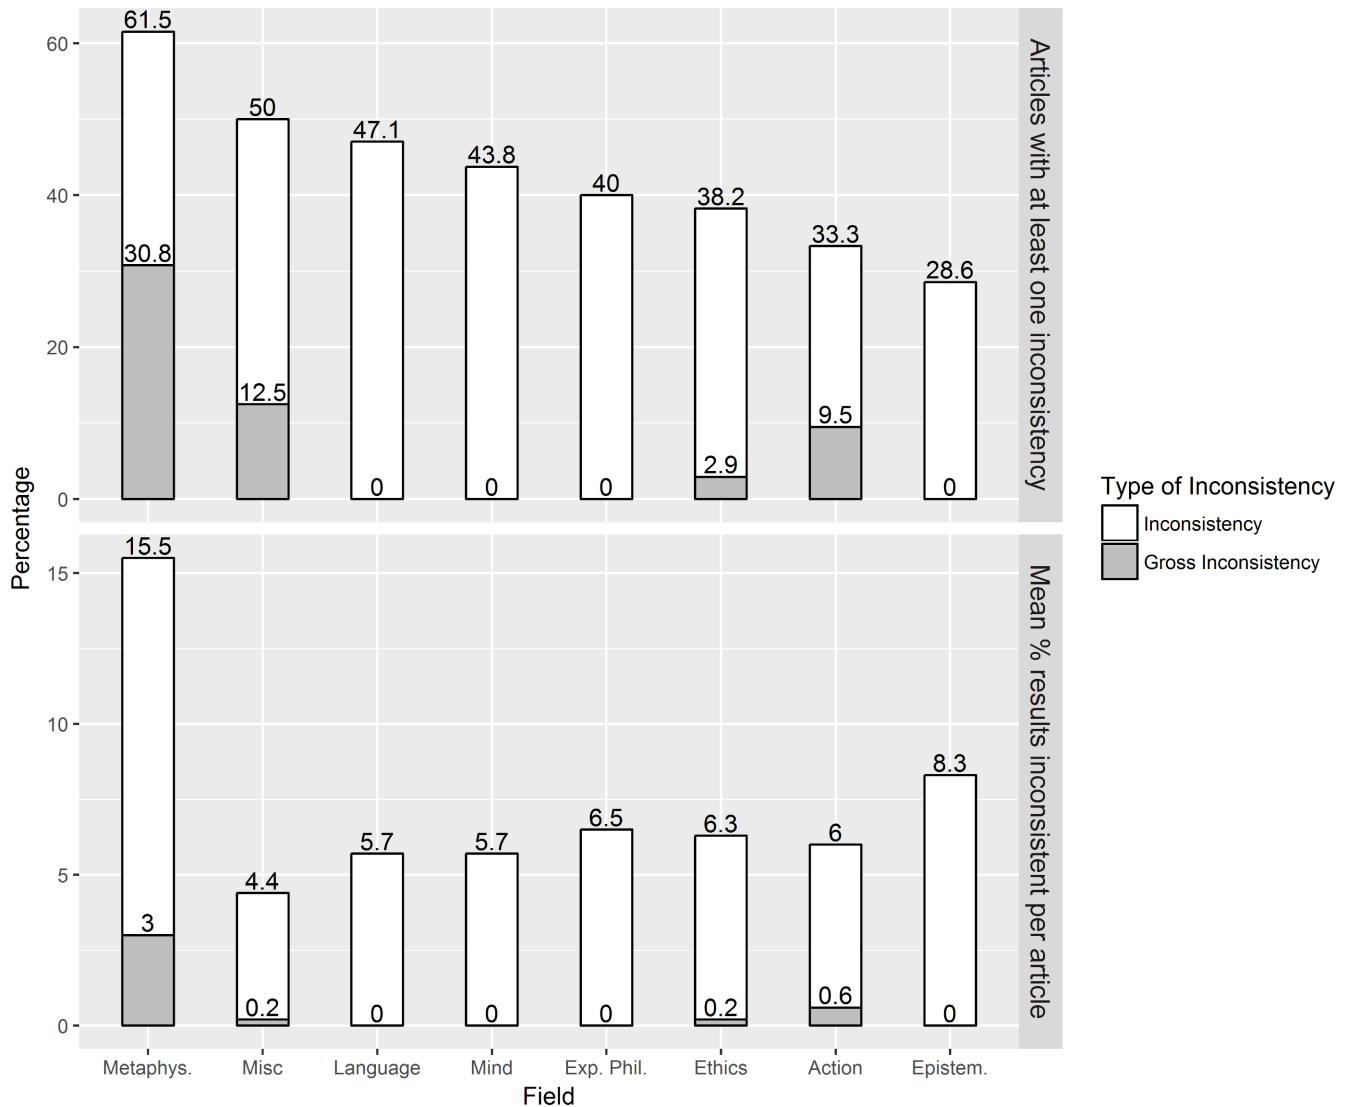 61.5
50
47.1
43.8
40
38.2
33.3
28.6
30.8
12.5
0
0
0
2.9
9.5
0
60
40
20
0
Articles with at least one inconsistency
Percentage
15.5
4.4
5.7
5.7
6.5
6.3
6
8.3
3
0.2
0
0
0
0.2
0.6
0
15
10
5
0
Mean % results inconsistent per article
Metaphys.
Misc
Language
Mind
Exp. Phil.
Ethics
Action
Epistem.
Field
Type of Inconsistency
Inconsistency
Gross Inconsistency